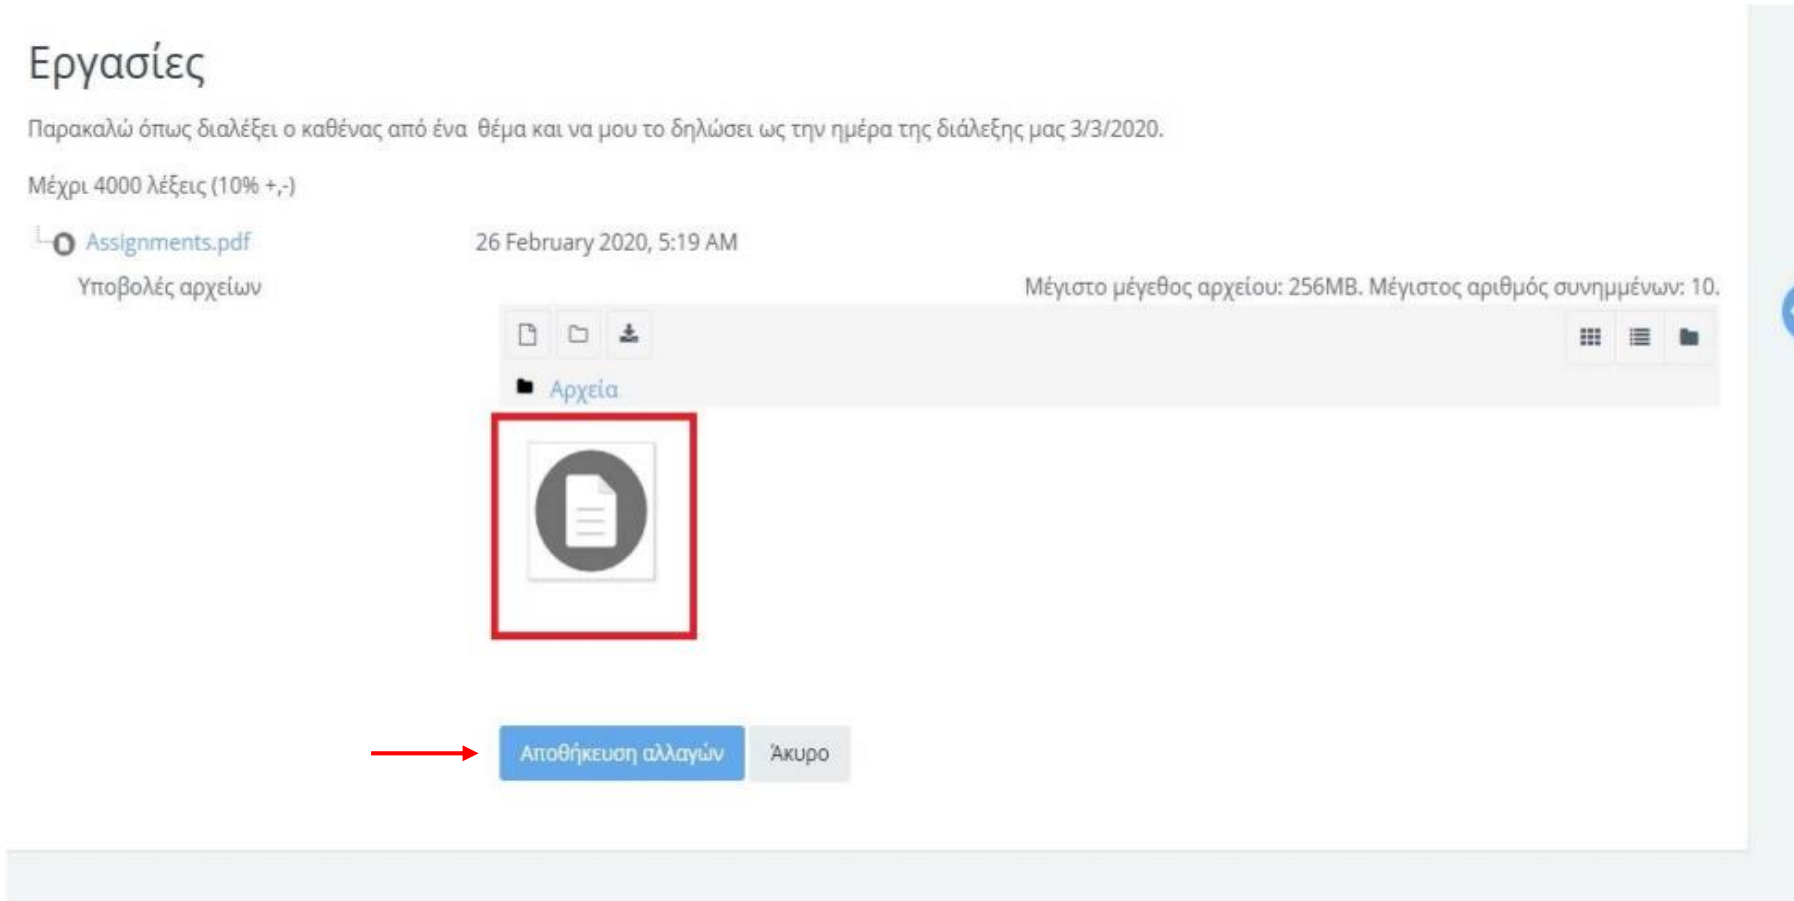 Εργασίες
Παρακαλώ όπως διαλέξει ο καθένας από ένα θέμα και να μου το δηλώσει ως την ημέρα της διάλεξης μας 3/3/2020.
Μέχρι 4000 λέξεις (10% +,-)
Assignments.pdf 26 February 2020, 5:19 AM
Υποβολές αρχείων Μέγιστο μέγεθος αρχείου: 256MB. Μέγιστος αριθμός συνημμένων: 10.
Αρχεία
Αποθήκευση αλλαγών Άκυρο